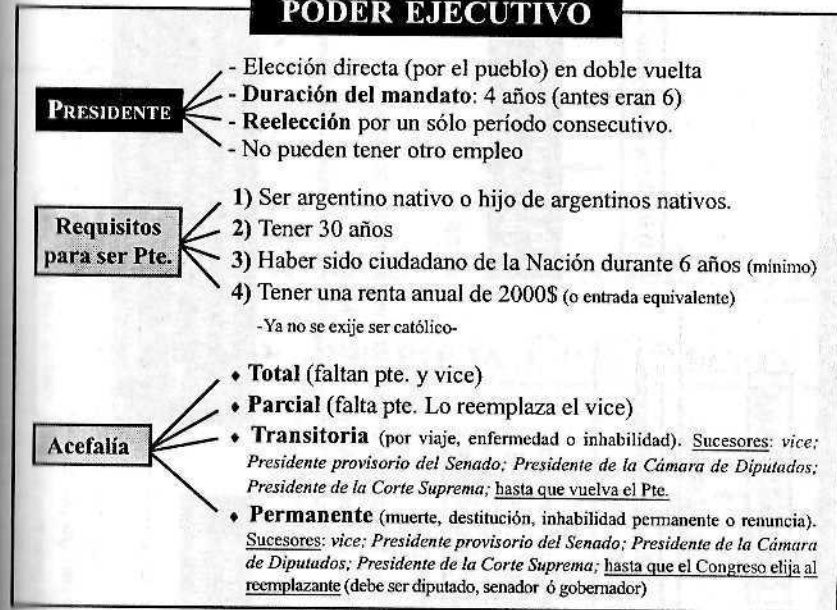 PODER EJECUTIVO
PRESIDENTE
- Elección directa (por el pueblo) en doble vuelta
- Duración del mandato: 4 años (antes eran 6)
- Reelección por un sólo período consecutivo.
- No pueden tener otro empleo
Requisitos
para ser Pte.
1) Ser argentino nativo o hijo de argentinos nativos.
2) Tener 30 años
3) Haber sido ciudadano de la Nación durante 6 años (mínimo)
4) Tener una renta anual de 2000$ (o entrada equivalente)
-Ya no se exije ser católico-
Acefalía
♦ Total (faltan pte. y vice)
♦ Parcial (falta pte. Lo reemplaza el vice)
♦ Transitoria (por viaje, enfermedad o inhabilidad). Sucesores: vice;
Presidente provisorio del Senado; Presidente de la Cámara de Diputados;
Presidente de la Corte Suprema; hasta que vuelva el Pte.
♦ Permanente (muerte, destitución, inhabilidad permanente o renuncia).
Sucesores: vice; Presidente provisorio del Senado; Presidente de la Cámara
de Diputados; Presidente de la Corte Suprema; hasta que el Congreso elija al
reemplazante (debe ser diputado, senador ó gobernador)